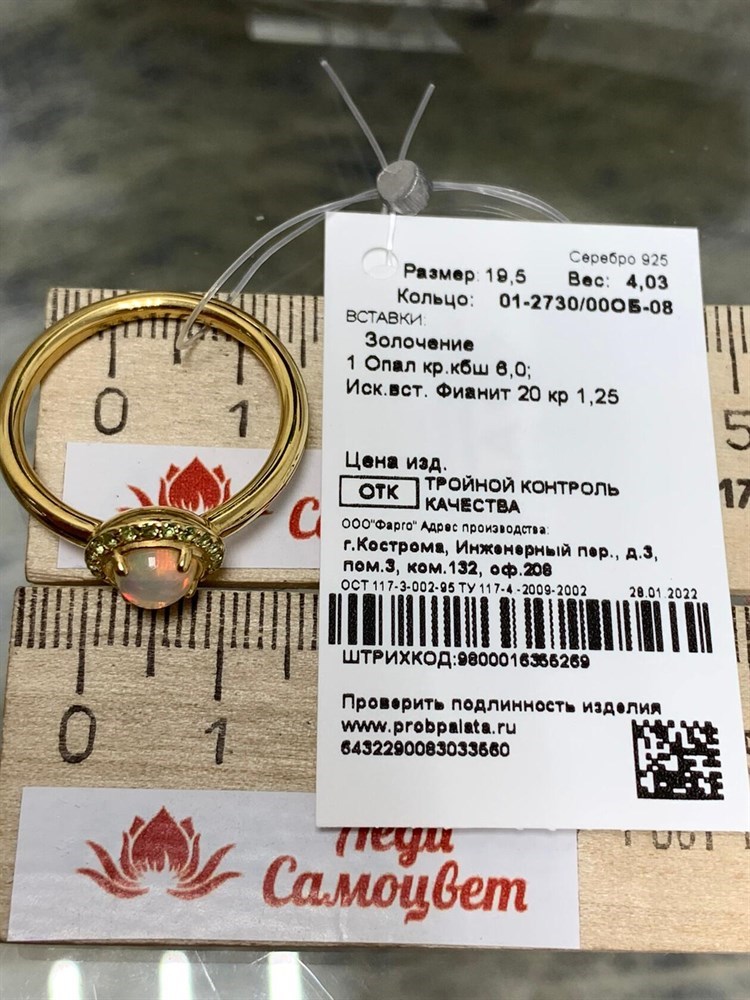 Серебро 925
Размер: 19,5 Вес: 4,03
Кольцо: 01-2730/00ОБ-08
ВСТАВКИ:
Золочение
1 Опал кр.кбш 6,0;
Иск.вст. Фианит 20 кр 1,25
Цена изд.
ОТК ТРОЙНОЙ КОНТРОЛЬ
КАЧЕСТВА
ООО"Фарго" Адрес производства:
г.Кострома, Инженерный пер., д.3,
пом.3, ком.132, оф.206
ОСТ 117-3-002-95 ТУ 117-4.-2009-2002 28.01.2022
ШТРИХКОД:9800016355269
Проверить подлинность изделия
www.probpalata.ru
6432290083033560
0 1
5
17
С
0 1
Леди
Самоцвет